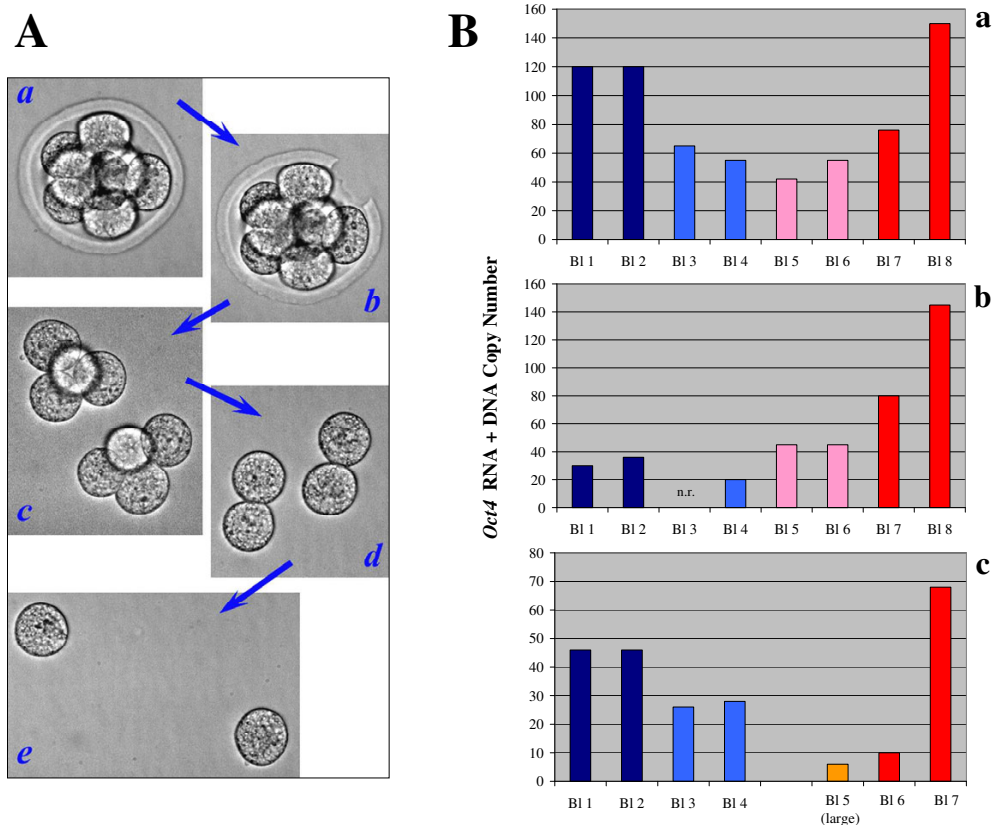 A
a
b
c
d
e
B
Oct4 RNA + DNA Copy Number
a
160
140
120
100
80
60
40
20
0
Bl 1 Bl 2 Bl 3 Bl 4 Bl 5 Bl 6 Bl 7 Bl 8
b
160
140
120
100
80
60
40
20
0
n.r.
Bl 1 Bl 2 Bl 3 Bl 4 Bl 5 Bl 6 Bl 7 Bl 8
c
80
70
60
50
40
30
20
10
0
Bl 1 Bl 2 Bl 3 Bl 4 Bl 5 Bl 6 Bl 7
(large)